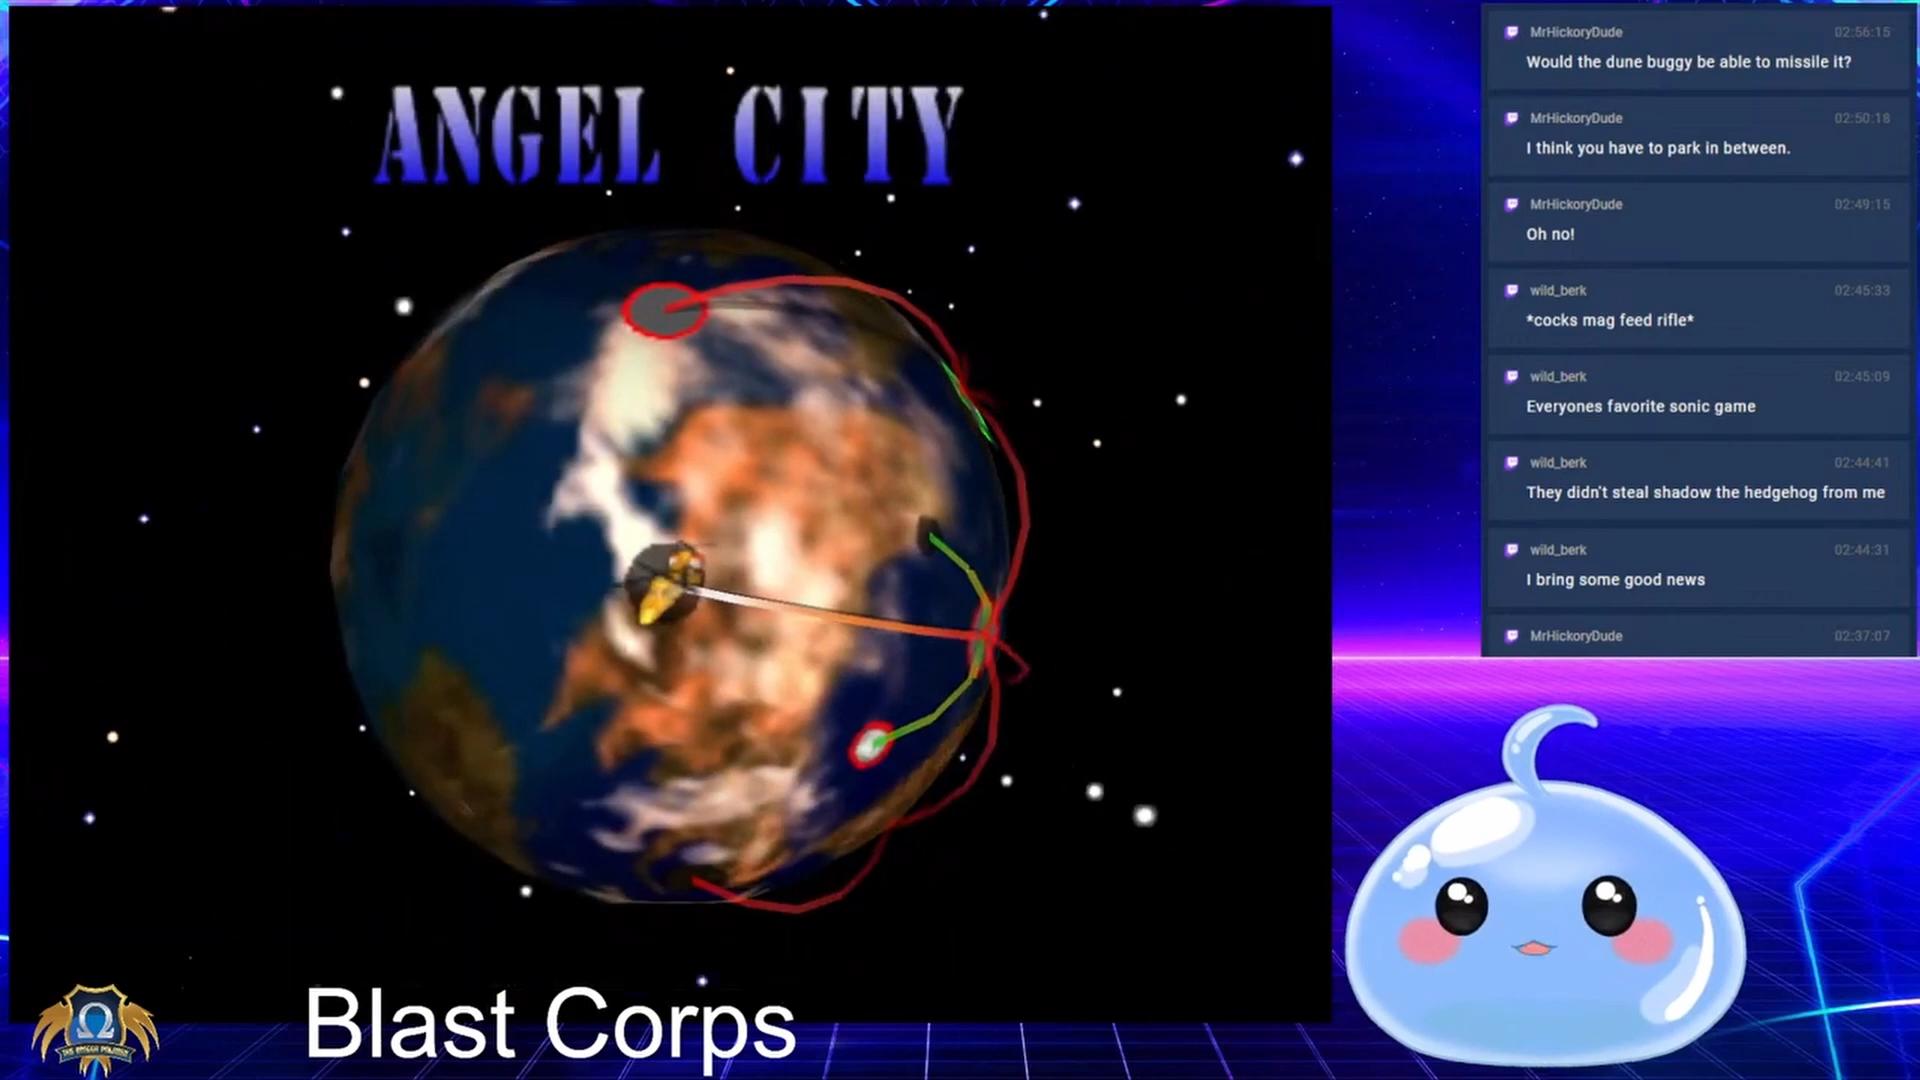 ANGEL CITY
MrHickoryDude 02:56:15
Would the dune buggy be able to missile it?
MrHickoryDude 02:50:18
I think you have to park in between.
MrHickoryDude 02:49:15
Oh no!
wild_berk 02:45:33
*cocks mag feed rifle*
wild_berk 02:45:09
Everyones favorite sonic game
wild_berk 02:44:41
They didn't steal shadow the hedgehog from me
wild_berk 02:44:31
I bring some good news
MrHickoryDude 02:37:07
Blast Corps
Ω